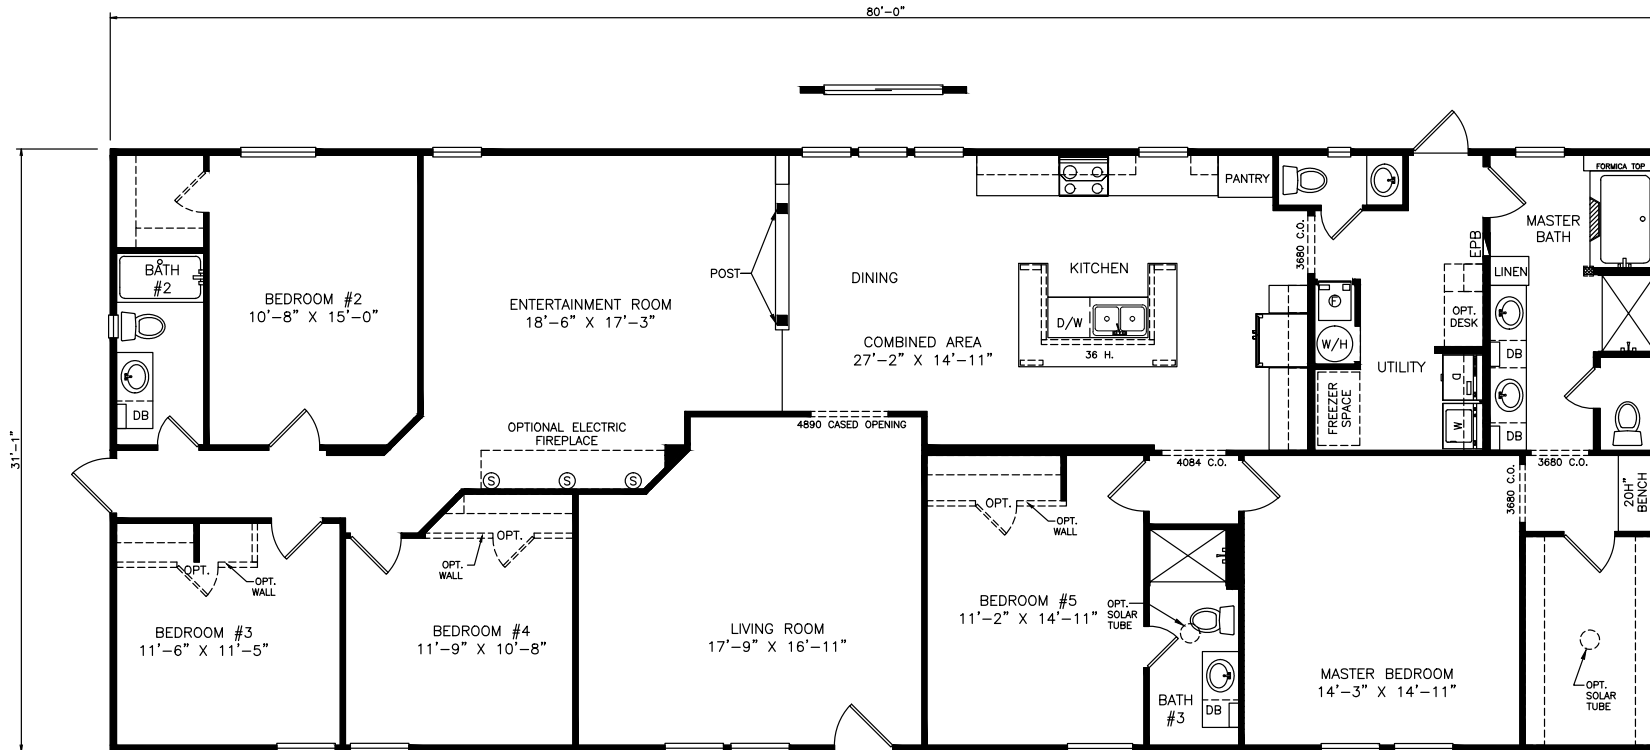 80'-0"
31'-1"
FORMICA TOP
PANTRY
MASTER
BATH
3680 C.O.
EPB
BATH
#2
BEDROOM #2
10'-8" X 15'-0"
ENTERTAINMENT ROOM
18'-6" X 17'-3"
POST
DINING
KITCHEN
LINEN
D/W
COMBINED AREA
27'-2" X 14'-11"
36 H.
F
W/H
OPT.
DESK
DB
UTILITY
D
W
FREEZER
SPACE
DB
DB
OPTIONAL ELECTRIC
FIREPLACE
4890 CASED OPENING
DB
S
S
S
4084 C.O.
3680 C.O.
3680 C.O.
20H"
BENCH
OPT.
OPT.
WALL
OPT.
OPT.
WALL
OPT.
OPT.
WALL
BEDROOM #3
11'-6" X 11'-5"
BEDROOM #4
11'-9" X 10'-8"
LIVING ROOM
17'-9" X 16'-11"
BEDROOM #5
11'-2" X 14'-11"
OPT.
SOLAR
TUBE
MASTER BEDROOM
14'-3" X 14'-11"
BATH
#3
DB
OPT.
SOLAR
TUBE